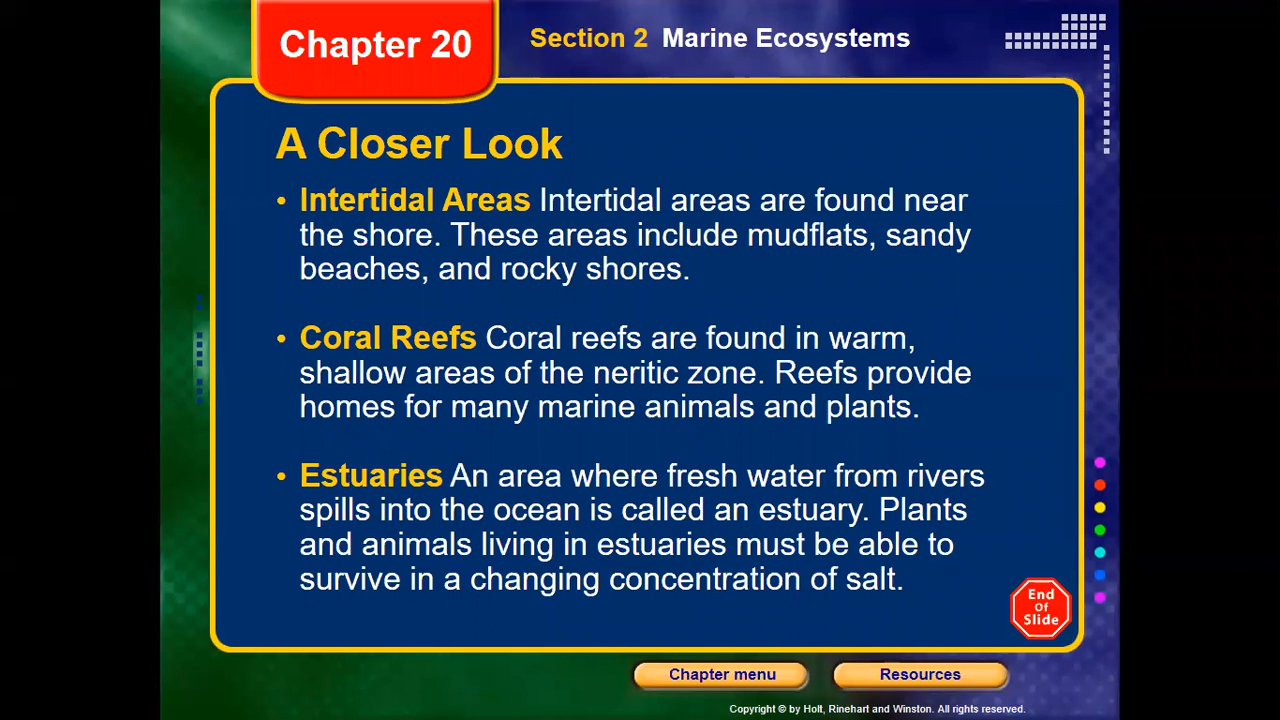 Chapter 20
Section 2 Marine Ecosystems
A Closer Look
• Intertidal Areas Intertidal areas are found near
the shore. These areas include mudflats, sandy
beaches, and rocky shores.
• Coral Reefs Coral reefs are found in warm,
shallow areas of the neritic zone. Reefs provide
homes for many marine animals and plants.
• Estuaries An area where fresh water from rivers
spills into the ocean is called an estuary. Plants
and animals living in estuaries must be able to
survive in a changing concentration of salt.
End
Of
Slide
Chapter menu
Resources
Copyright © by Holt, Rinehart and Winston. All rights reserved.